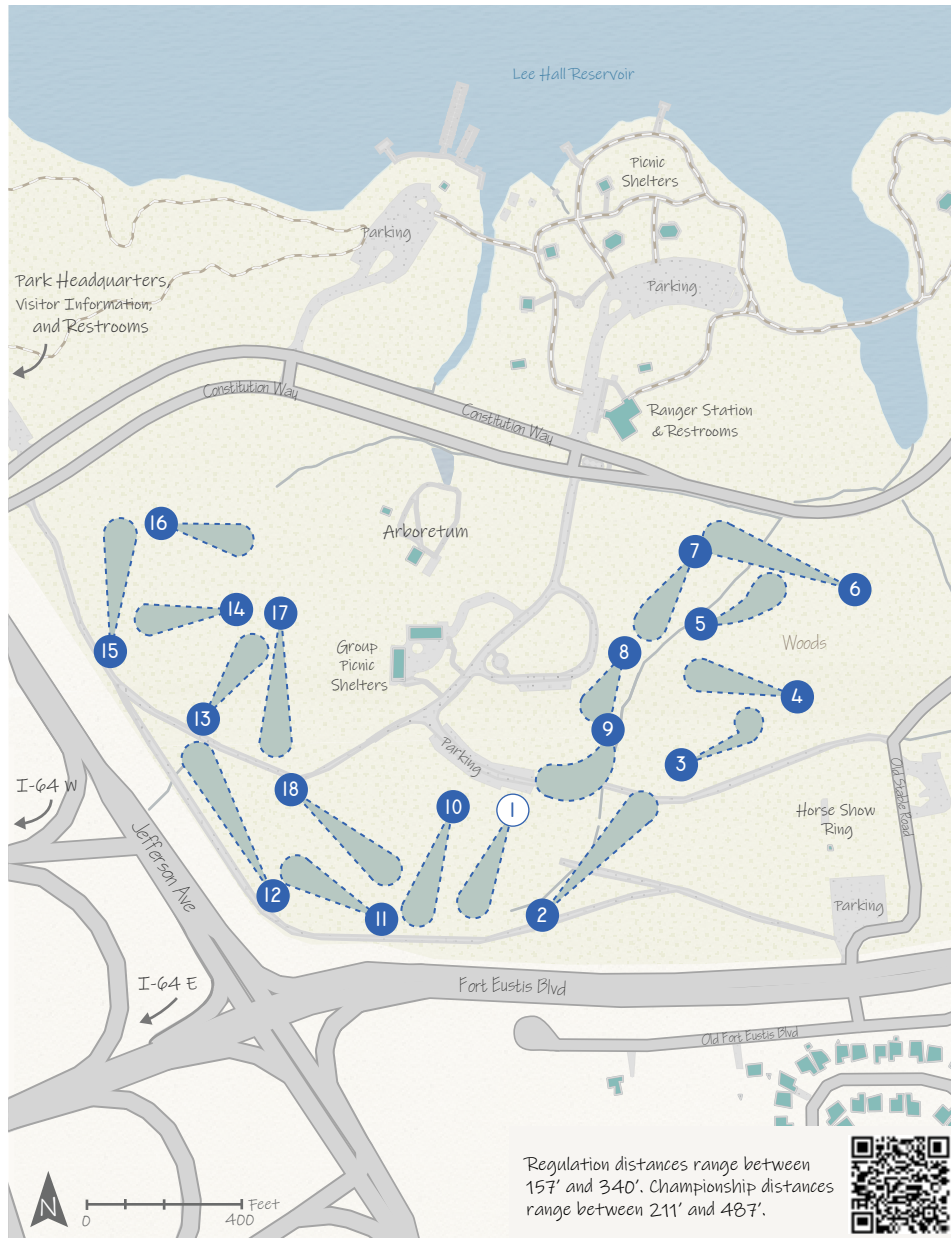 Lee Hall Reservoir
Picnic
Shelters
Parking
Park Headquarters,
Visitor Information,
and Restrooms
Parking
Constitution Way
Constitution Way
Ranger Station
& Restrooms
16
Arboretum
7
6
14
17
5
15
Group
Picnic
Shelters
8
Woods
4
13
9
3
Parking
I-64 W
18
10
1
Horse Show
Ring
Old Stable Road
Jefferson Ave
12
11
2
Parking
I-64 E
Fort Eustis Blvd
Old Fort Eustis Blvd
Regulation distances range between
157' and 340'. Championship distances
range between 211' and 487'.
N
Feet
0
400